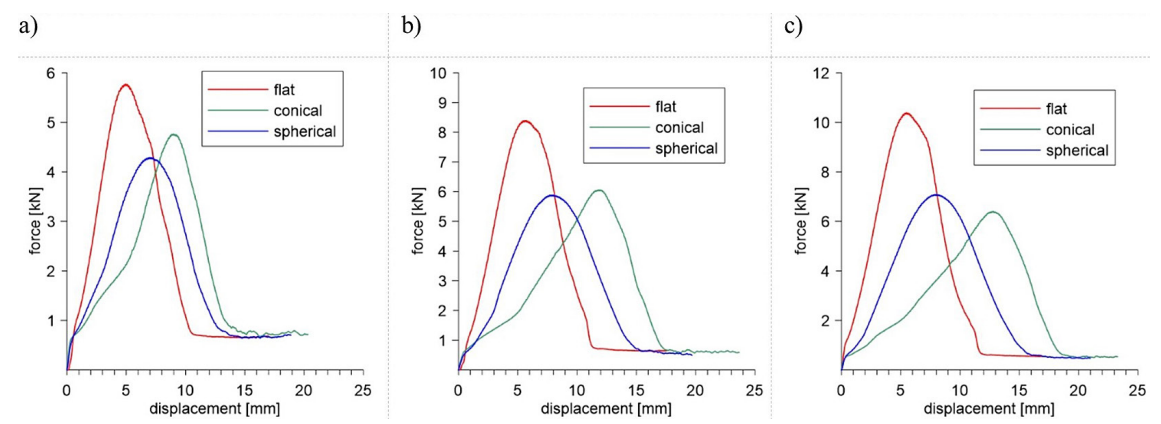 a)
6
5
4
3
2
1
force [kN]
flat
conical
spherical
0 5 10 15 20 25
displacement [mm]
b)
10
9
8
7
6
5
4
3
2
1
force [kN]
flat
conical
spherical
0 5 10 15 20 25
displacement [mm]
c)
12
10
8
6
4
2
force [kN]
flat
conical
spherical
0 5 10 15 20 25
displacement [mm]